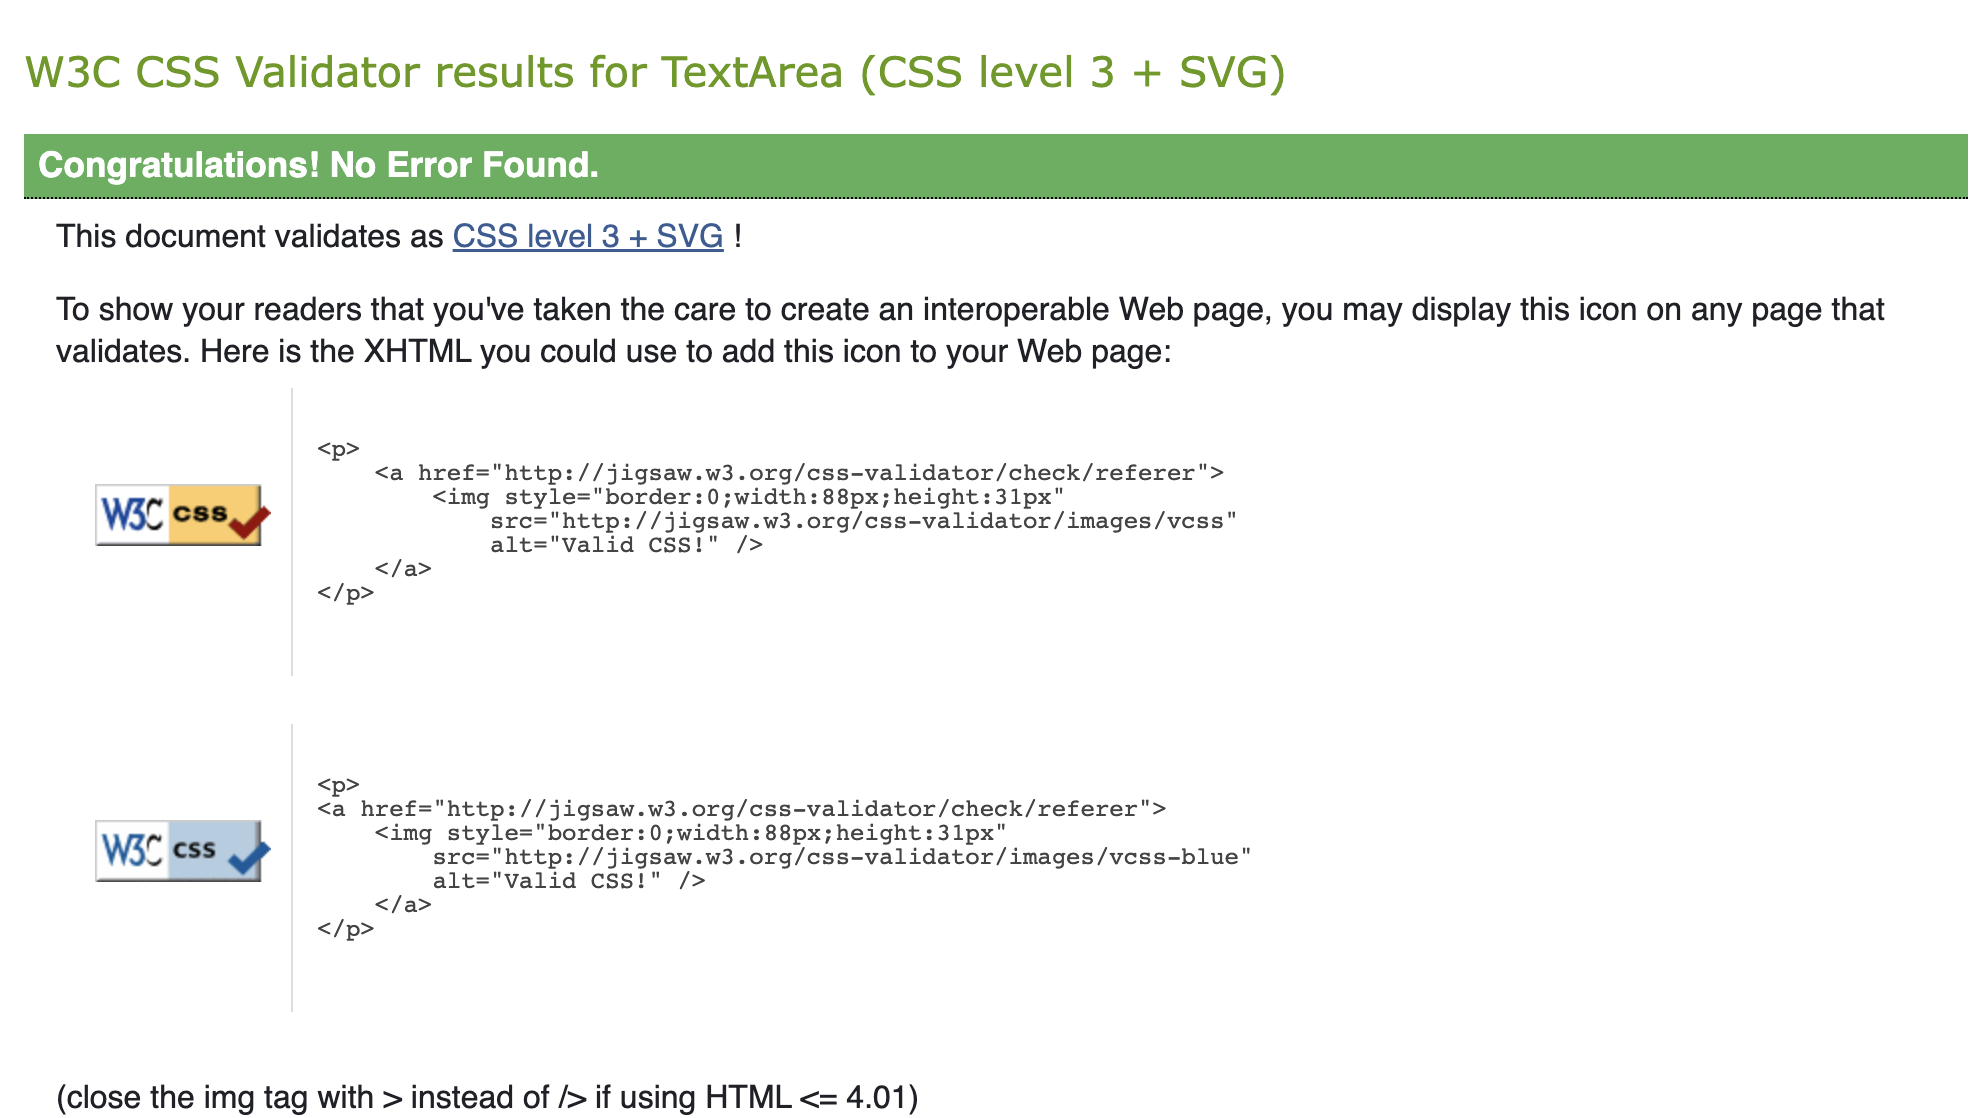 W3C CSS Validator results for TextArea (CSS level 3 + SVG)
Congratulations! No Error Found.
This document validates as CSS level 3 + SVG !
To show your readers that you've taken the care to create an interoperable Web page, you may display this icon on any page that
validates. Here is the XHTML you could use to add this icon to your Web page:
W3C css
<p>
    <a href="http://jigsaw.w3.org/css-validator/check/referer">
        <img style="border:0;width:88px;height:31px"
            src="http://jigsaw.w3.org/css-validator/images/vcss"
            alt="Valid CSS!" />
    </a>
</p>
W3C css
<p>
<a href="http://jigsaw.w3.org/css-validator/check/referer">
    <img style="border:0;width:88px;height:31px"
        src="http://jigsaw.w3.org/css-validator/images/vcss-blue"
        alt="Valid CSS!" />
    </a>
</p>
(close the img tag with > instead of /> if using HTML <= 4.01)